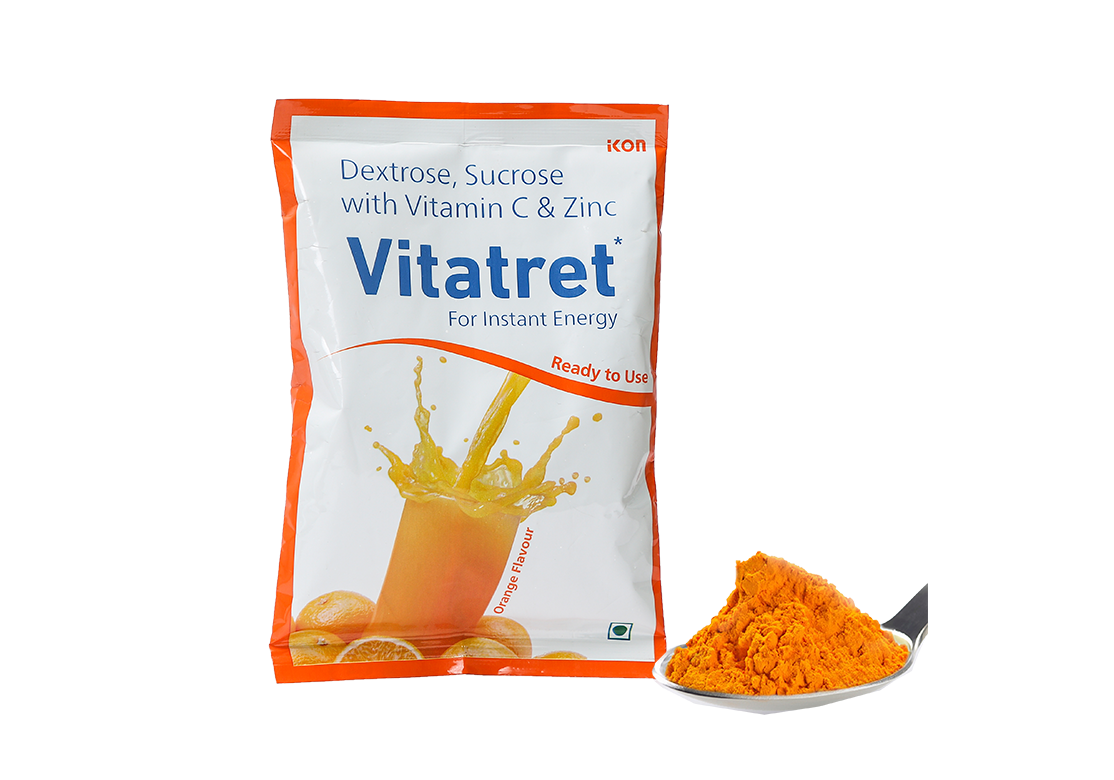 iKON
Dextrose, Sucrose
with Vitamin C & Zinc
Vitatret*
For Instant Energy
Ready to Use
Orange Flavour